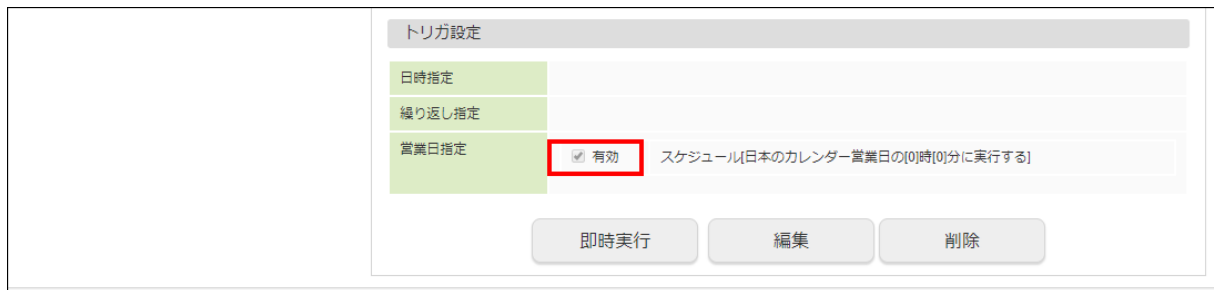 トリガ設定
日時指定
繰り返し指定
営業日指定
有効 スケジュール[日本のカレンダー営業日の[0]時[0]分に実行する]
即時実行 編集 削除